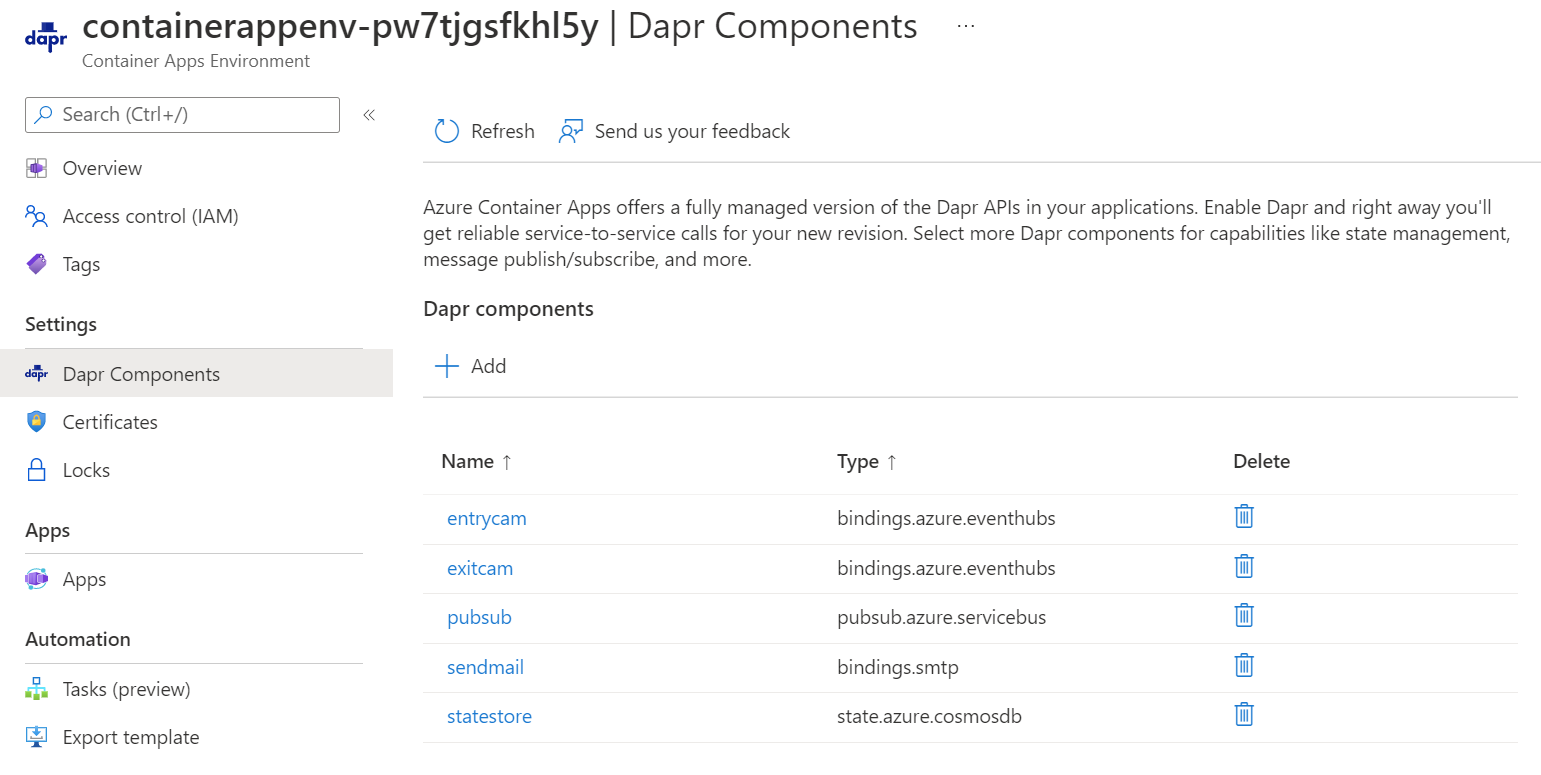 dapr
containerappenv-pw7tjgsfkhl5y | Dapr Components ...
Container Apps Environment
Search (Ctrl+/)
«
Overview
Access control (IAM)
Tags
Settings
dapr Dapr Components
Certificates
Locks
Apps
Apps
Automation
Tasks (preview)
Export template
Refresh Send us your feedback
Azure Container Apps offers a fully managed version of the Dapr APIs in your applications. Enable Dapr and right away you'll
get reliable service-to-service calls for your new revision. Select more Dapr components for capabilities like state management,
message publish/subscribe, and more.
Dapr components
+ Add
Name ↑ Type ↑ Delete
entrycam bindings.azure.eventhubs
exitcam bindings.azure.eventhubs
pubsub pubsub.azure.servicebus
sendmail bindings.smtp
statestore state.azure.cosmosdb